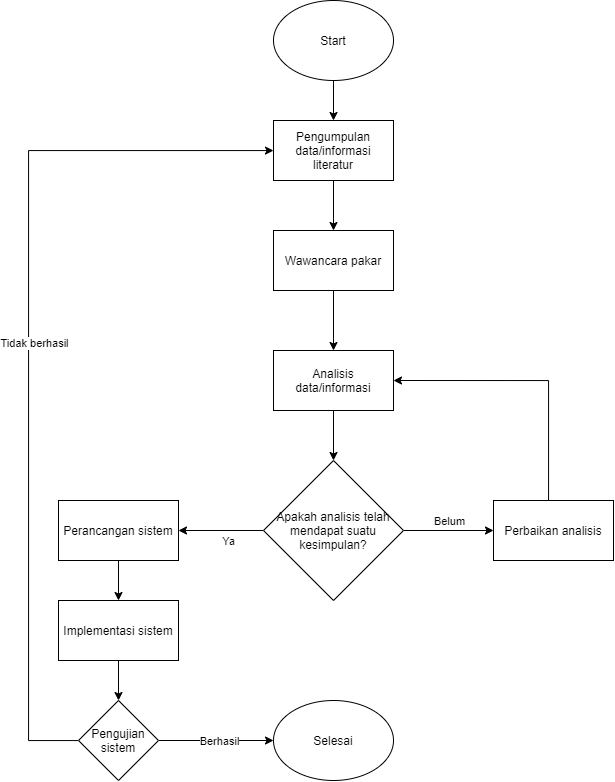 Start
Pengumpulan
data/informasi
literatur
Wawancara pakar
Tidak berhasil
Analisis
data/informasi
Apakah analisis telah
mendapat suatu
kesimpulan?
Belum
Perbaikan analisis
Ya
Perancangan sistem
Implementasi sistem
Pengujian
sistem
Berhasil
Selesai